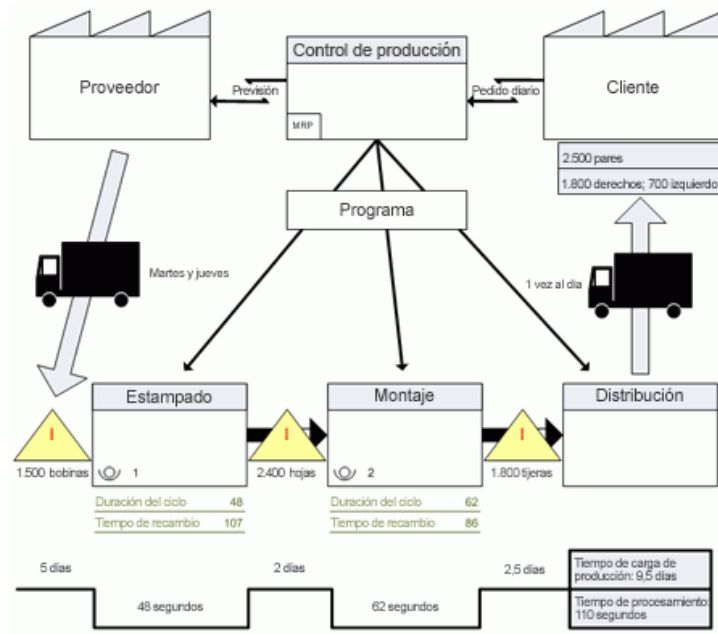 Proveedor
Previsión
Control de producción
MRP
Pedido diario
Cliente
2.500 pares
1.800 derechos; 700 izquierdo
Programa
Martes y jueves
1 vez al día
Estampado
Montaje
Distribución
I
I
I
1.500 bobinas
1
2.400 hojas
2
1.800 tijeras
Duración del ciclo 48
Tiempo de recambio 107
Duración del ciclo 62
Tiempo de recambio 86
5 días
48 segundos
2 días
62 segundos
2,5 días
Tiempo de carga de
producción: 9,5 días
Tiempo de procesamiento:
110 segundos